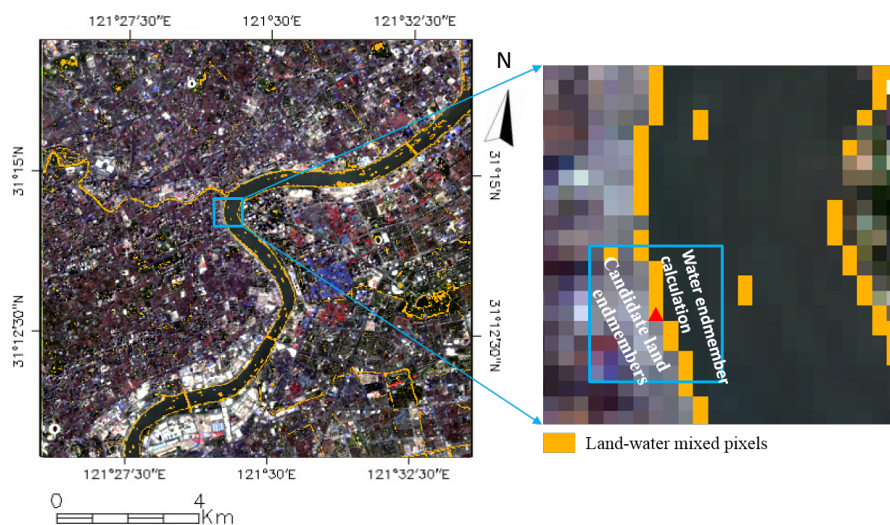 121°27′30″E 121°30′E 121°32′30″E
N
31°15′N
31°15′N
31°12′30″N
31°12′30″N
121°27′30″E 121°30′E 121°32′30″E
0 4
Km
Candidate land
endmembers
Water endmember
calculation
Land-water mixed pixels